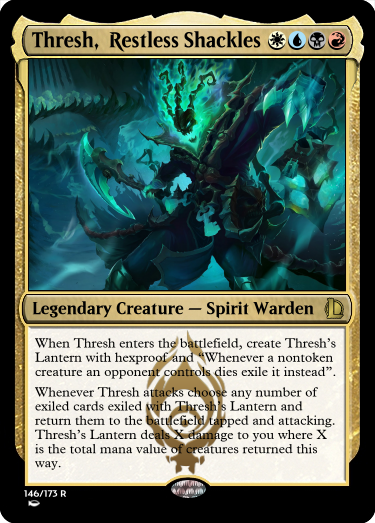 Thresh, Restless Shackles
Legendary Creature — Spirit Warden
When Thresh enters the battlefield, create Thresh's
Lantern with hexproof and “Whenever a nontoken
creature an opponent controls dies exile it instead”.
Whenever Thresh attacks choose any number of
exiled cards exiled with Thresh's Lantern and
return them to the battlefield tapped and attacking.
Thresh's Lantern deals X damage to you where X
is the total mana value of creatures returned this
way.
146/173 R